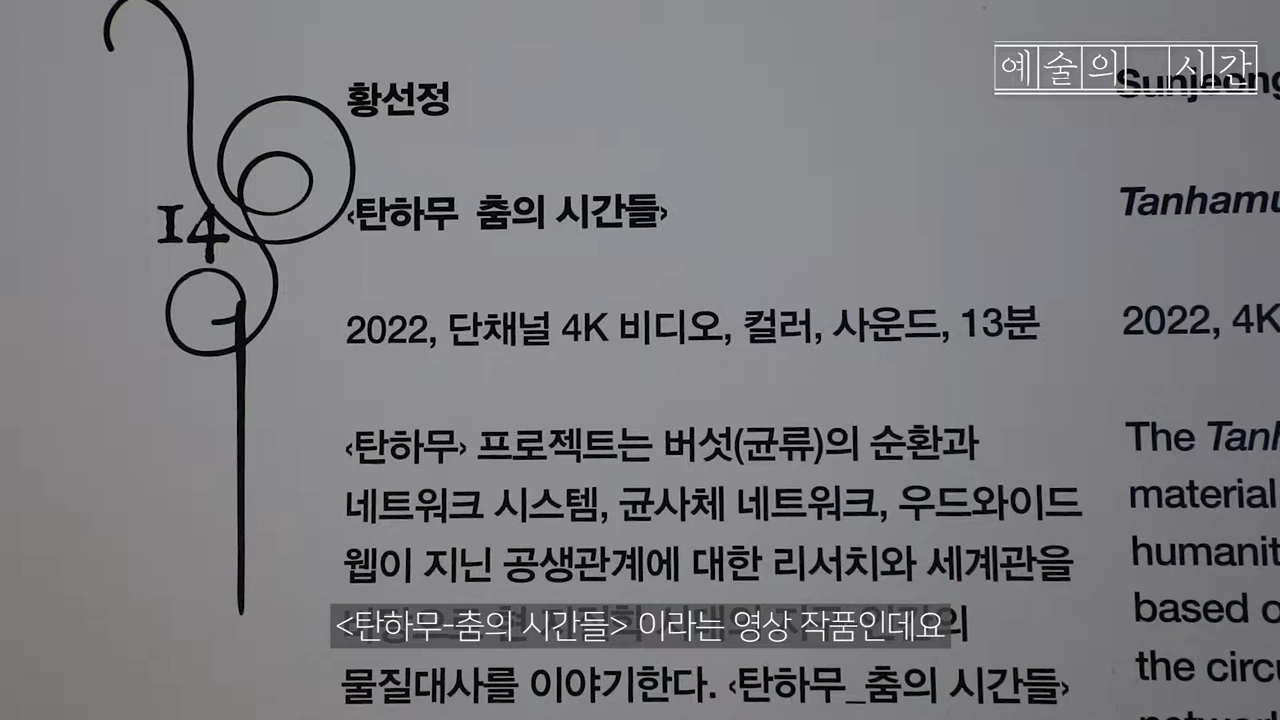 예술의 시간
14
황선정
Sunjeong
‹탄하무 춤의 시간들›
Tanhamu
2022, 단채널 4K 비디오, 컬러, 사운드, 13분
2022, 4K
‹탄하무› 프로젝트는 버섯(균류)의 순환과
네트워크 시스템, 균사체 네트워크, 우드와이드
웹이 지닌 공생관계에 대한 리서치와 세계관을
물질대사를 이야기한다. ‹탄하무_춤의 시간들›
The
material
based
the
<탄하무-춤의 시간들> 이라는 영상 작품인데요